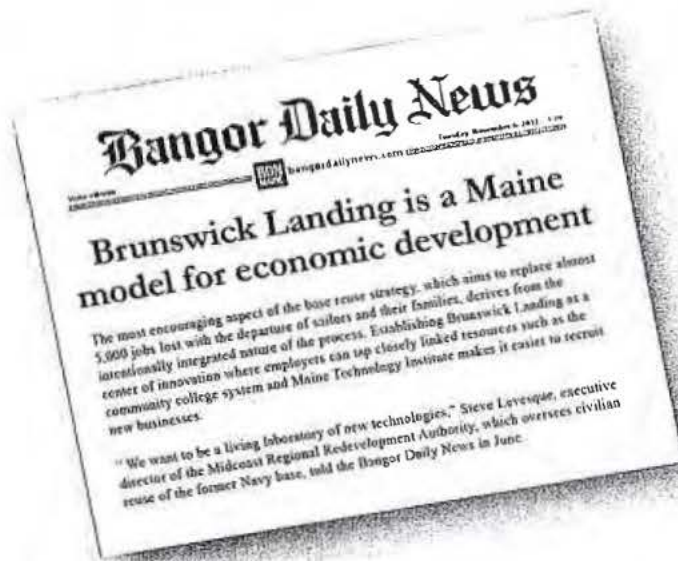 Bangor Daily News
BDN
bangordailynews.com
Tuesday, November 6, 2012
Brunswick Landing is a Maine
model for economic development
The most encouraging aspect of the base reuse strategy, which aims to replace almost
5,000 jobs lost with the departure of sailors and their families, derives from the
intentionally integrated nature of the process. Establishing Brunswick Landing as a
center of innovation where employers can tap closely linked resources such as the
community college system and Maine Technology Institute makes it easier to recruit
new businesses.
"We want to be a living laboratory of new technologies," Steve Levesque, executive
director of the Midcoast Regional Redevelopment Authority, which oversees civilian
reuse of the former Navy base, told the Bangor Daily News in June.